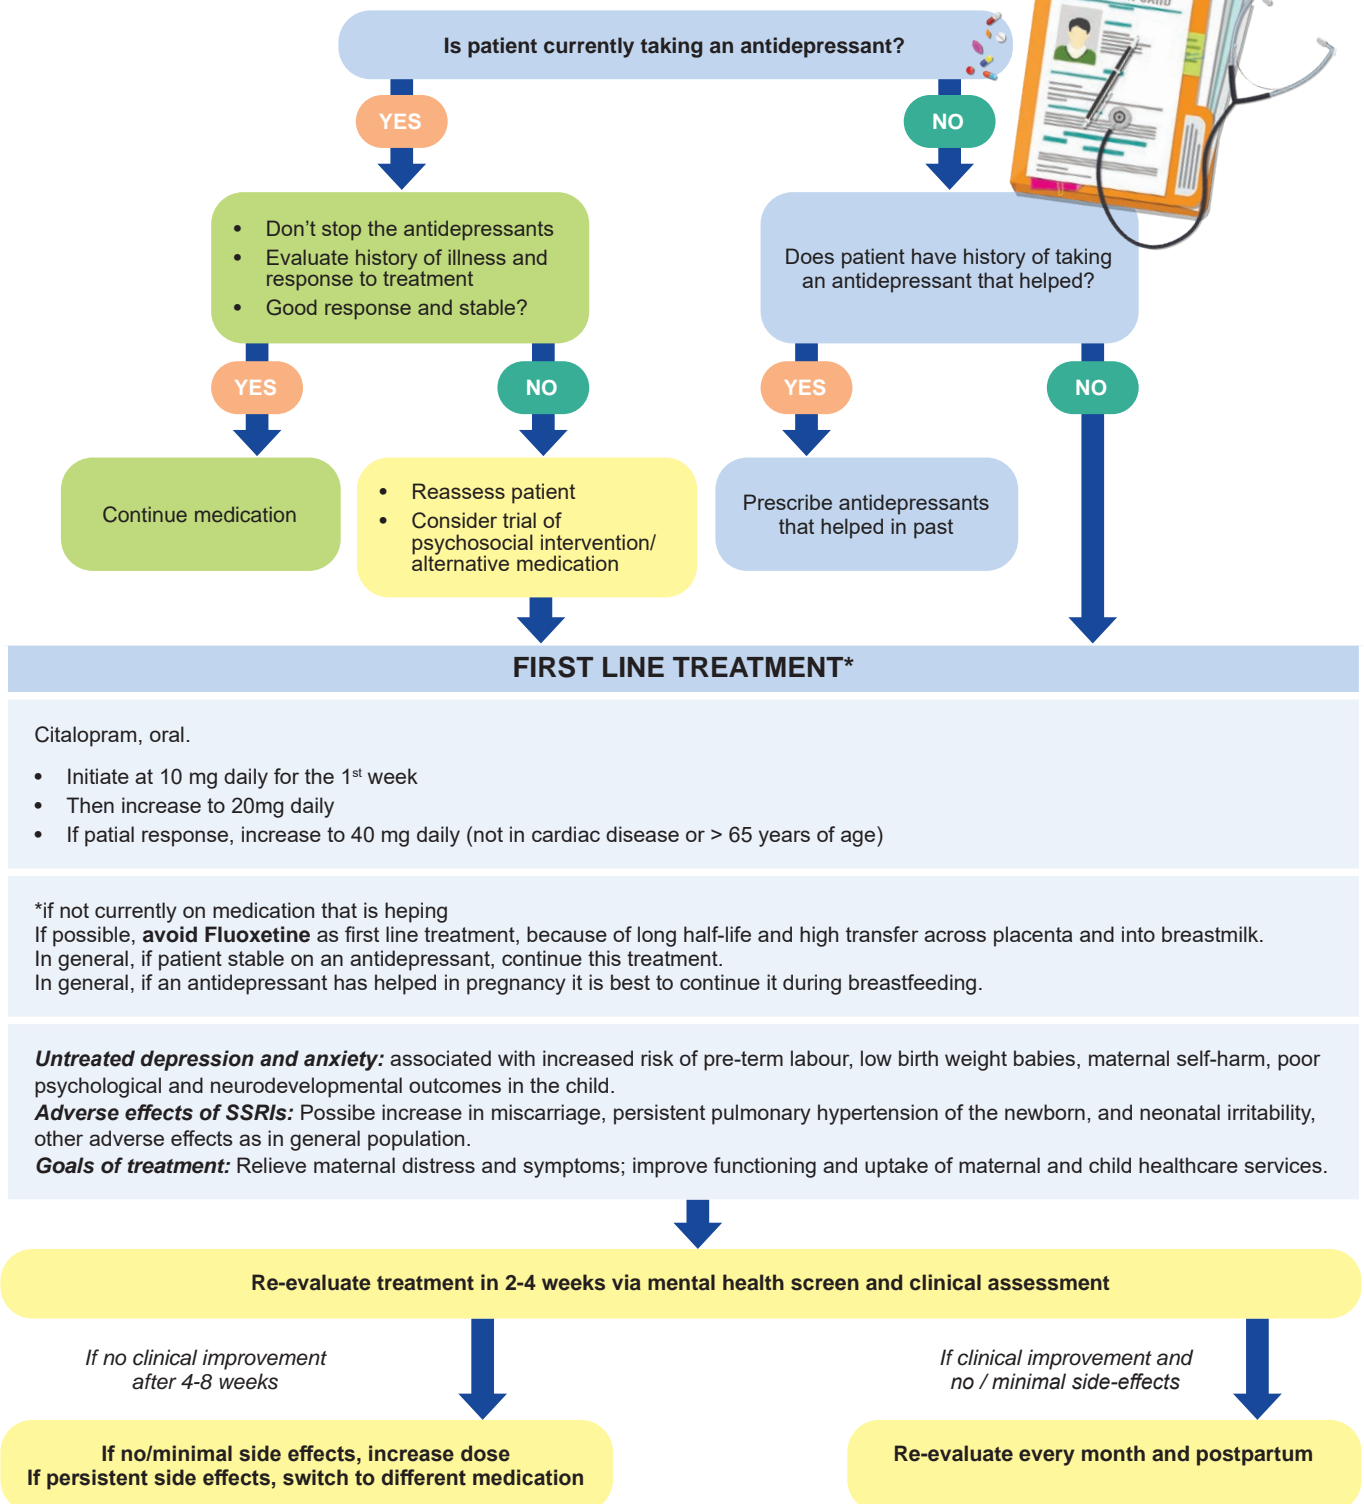 CARD
Is patient currently taking an antidepressant?
YES
NO
• Don’t stop the antidepressants
• Evaluate history of illness and
response to treatment
• Good response and stable?
Does patient have history of taking
an antidepressant that helped?
YES
NO
YES
NO
Continue medication
• Reassess patient
• Consider trial of
psychosocial intervention/
alternative medication
Prescribe antidepressants
that helped in past
FIRST LINE TREATMENT*
Citalopram, oral.
• Initiate at 10 mg daily for the 1st week
• Then increase to 20mg daily
• If patial response, increase to 40 mg daily (not in cardiac disease or > 65 years of age)
*if not currently on medication that is heping
If possible, avoid Fluoxetine as first line treatment, because of long half-life and high transfer across placenta and into breastmilk.
In general, if patient stable on an antidepressant, continue this treatment.
In general, if an antidepressant has helped in pregnancy it is best to continue it during breastfeeding.
Untreated depression and anxiety: associated with increased risk of pre-term labour, low birth weight babies, maternal self-harm, poor
psychological and neurodevelopmental outcomes in the child.
Adverse effects of SSRIs: Possibe increase in miscarriage, persistent pulmonary hypertension of the newborn, and neonatal irritability,
other adverse effects as in general population.
Goals of treatment: Relieve maternal distress and symptoms; improve functioning and uptake of maternal and child healthcare services.
Re-evaluate treatment in 2-4 weeks via mental health screen and clinical assessment
If no clinical improvement
after 4-8 weeks
If clinical improvement and
no / minimal side-effects
If no/minimal side effects, increase dose
If persistent side effects, switch to different medication
Re-evaluate every month and postpartum